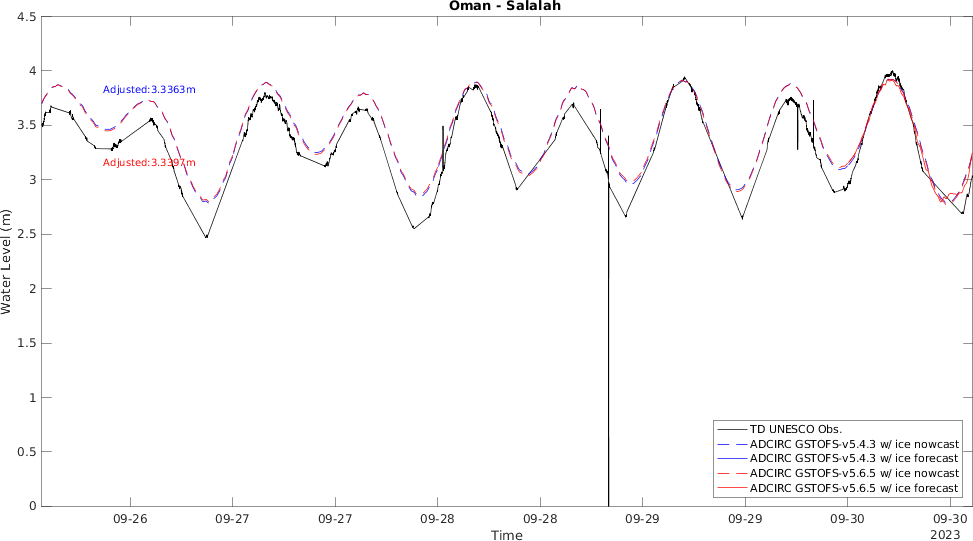 Oman - Salalah
4.5
4
3.5
3
2.5
2
1.5
1
0.5
0
Water Level (m)
Adjusted:3.3363m
Adjusted:3.3397m
TD UNESCO Obs.
ADCIRC GSTOFS-v5.4.3 w/ ice nowcast
ADCIRC GSTOFS-v5.4.3 w/ ice forecast
ADCIRC GSTOFS-v5.6.5 w/ ice nowcast
ADCIRC GSTOFS-v5.6.5 w/ ice forecast
09-26 09-27 09-27 09-28 09-28 09-29 09-29 09-30 09-30
2023
Time